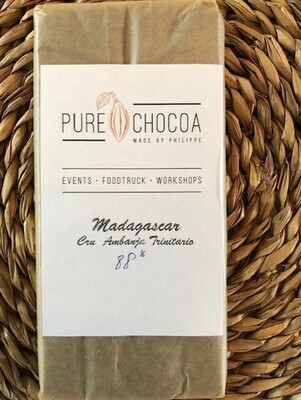 PURE CHOCOA
MADE BY PHILIPPE
EVENTS - FOODTRUCK - WORKSHOPS
Madagascar
Cru Ambanja Trinitario
88 %